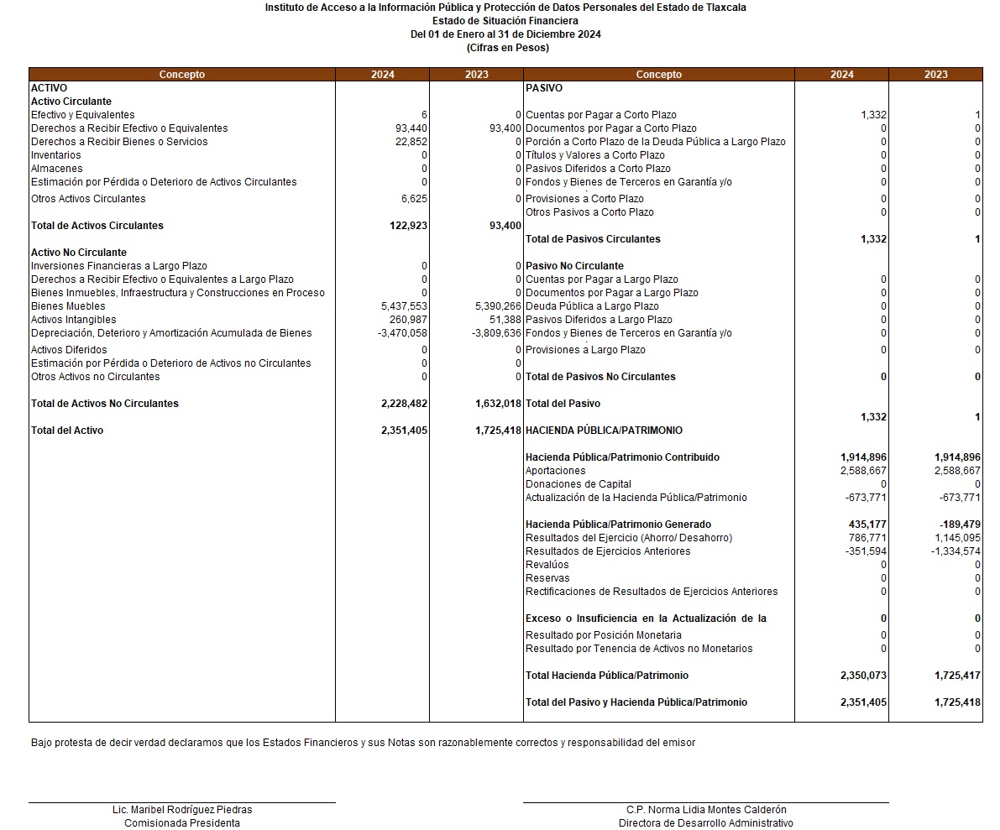 Instituto de Acceso a la Información Pública y Protección de Datos Personales del Estado de Tlaxcala
Estado de Situación Financiera
Del 01 de Enero al 31 de Diciembre 2024
(Cifras en Pesos)
Concepto 2024 2023 Concepto 2024 2023
ACTIVO PASIVO
Activo Circulante
Efectivo y Equivalentes 6 0 Cuentas por Pagar a Corto Plazo 1,332 1
Derechos a Recibir Efectivo o Equivalentes 93,440 93,400 Documentos por Pagar a Corto Plazo 0 0
Derechos a Recibir Bienes o Servicios 22,852 0 Porción a Corto Plazo de la Deuda Pública a Largo Plazo 0 0
Inventarios 0 0 Títulos y Valores a Corto Plazo 0 0
Almacenes 0 0 Pasivos Diferidos a Corto Plazo 0 0
Estimación por Pérdida o Deterioro de Activos Circulantes 0 0 Fondos y Bienes de Terceros en Garantía y/o 0 0
Otros Activos Circulantes 6,625 0 Provisiones a Corto Plazo 0 0
Otros Pasivos a Corto Plazo 0 0
Total de Activos Circulantes 122,923 93,400
Total de Pasivos Circulantes 1,332 1
Activo No Circulante
Inversiones Financieras a Largo Plazo 0 0 Pasivo No Circulante
Derechos a Recibir Efectivo o Equivalentes a Largo Plazo 0 0 Cuentas por Pagar a Largo Plazo 0 0
Bienes Inmuebles, Infraestructura y Construcciones en Proceso 0 0 Documentos por Pagar a Largo Plazo 0 0
Bienes Muebles 5,437,553 5,390,266 Deuda Pública a Largo Plazo 0 0
Activos Intangibles 260,987 51,388 Pasivos Diferidos a Largo Plazo 0 0
Depreciación, Deterioro y Amortización Acumulada de Bienes -3,470,058 -3,809,636 Fondos y Bienes de Terceros en Garantía y/o 0 0
Activos Diferidos 0 0 Provisiones a Largo Plazo 0 0
Estimación por Pérdida o Deterioro de Activos no Circulantes 0 0
Otros Activos no Circulantes 0 0 Total de Pasivos No Circulantes 0 0
Total de Activos No Circulantes 2,228,482 1,632,018 Total del Pasivo
1,332 1
Total del Activo 2,351,405 1,725,418 HACIENDA PÚBLICA/PATRIMONIO
Hacienda Pública/Patrimonio Contribuido 1,914,896 1,914,896
Aportaciones 2,588,667 2,588,667
Donaciones de Capital 0 0
Actualización de la Hacienda Pública/Patrimonio -673,771 -673,771
Hacienda Pública/Patrimonio Generado 435,177 -189,479
Resultados del Ejercicio (Ahorro/ Desahorro) 786,771 1,145,095
Resultados de Ejercicios Anteriores -351,594 -1,334,574
Revalúos 0 0
Reservas 0 0
Rectificaciones de Resultados de Ejercicios Anteriores 0 0
Exceso o Insuficiencia en la Actualización de la 0 0
Resultado por Posición Monetaria 0 0
Resultado por Tenencia de Activos no Monetarios 0 0
Total Hacienda Pública/Patrimonio 2,350,073 1,725,417
Total del Pasivo y Hacienda Pública/Patrimonio 2,351,405 1,725,418
Bajo protesta de decir verdad declaramos que los Estados Financieros y sus Notas son razonablemente correctos y responsabilidad del emisor
Lic. Maribel Rodríguez Piedras C.P. Norma Lidia Montes Calderón
Comisionada Presidenta Directora de Desarrollo Administrativo